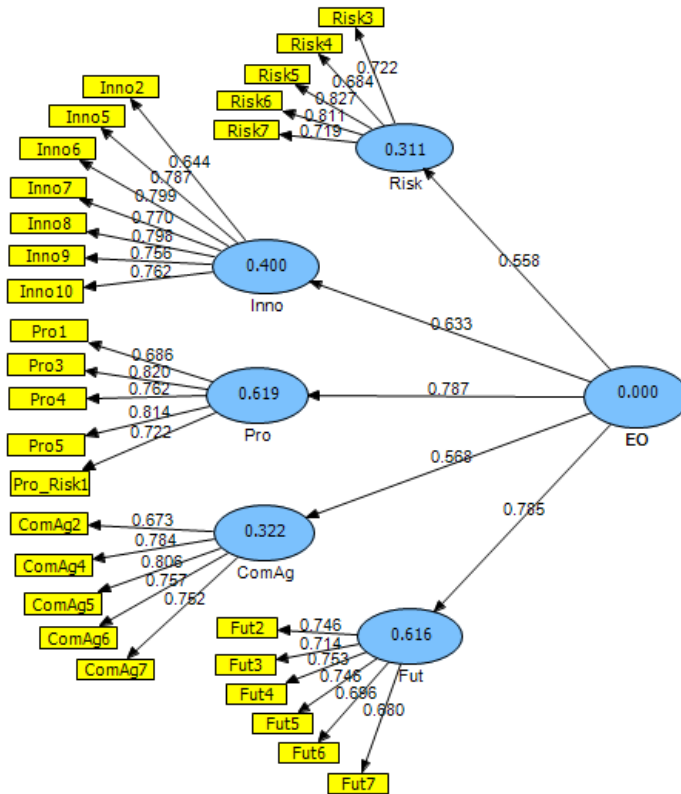 Risk3
Risk4
Risk5
Risk6
Risk7
0.722
0.684
0.827
0.811
0.719
0.311
Risk
Inno2
Inno5
Inno6
Inno7
Inno8
Inno9
Inno10
0.644
0.787
0.799
0.770
0.798
0.756
0.762
0.400
Inno
0.558
0.633
Pro1
Pro3
Pro4
Pro5
Pro_Risk1
0.686
0.820
0.762
0.814
0.722
0.619
Pro
0.787
0.000
EO
0.568
0.785
ComAg2
ComAg4
ComAg5
ComAg6
ComAg7
0.673
0.784
0.806
0.757
0.752
0.322
ComAg
Fut2
Fut3
Fut4
Fut5
Fut6
Fut7
0.746
0.714
0.753
0.746
0.696
0.680
0.616
Fut